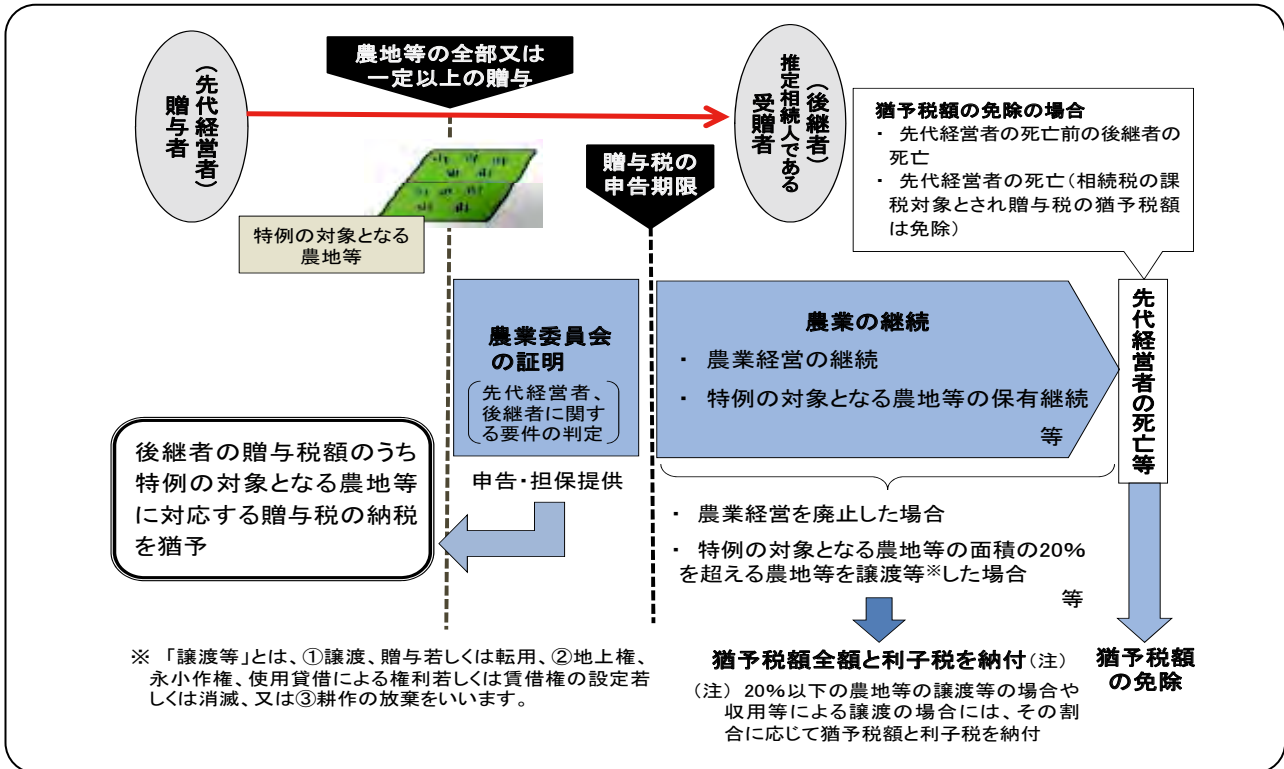 (先代経営者)
贈与者
農地等の全部又は
一定以上の贈与
(後継者)
推定相続人である
受贈者
特例の対象となる
農地等
贈与税の
申告期限
猶予税額の免除の場合
・ 先代経営者の死亡前の後継者の
死亡
・ 先代経営者の死亡(相続税の課
税対象とされ贈与税の猶予税額
は免除)
農業委員会
の証明
先代経営者、
後継者に関す
る要件の判定
農業の継続
・ 農業経営の継続
・ 特例の対象となる農地等の保有継続
等
先代経営者の死亡等
後継者の贈与税額のうち
特例の対象となる農地等
に対応する贈与税の納税
を猶予
申告・担保提供
・ 農業経営を廃止した場合
・ 特例の対象となる農地等の面積の20%
を超える農地等を譲渡等※した場合
等
猶予税額全額と利子税を納付(注)
(注) 20%以下の農地等の譲渡等の場合や
収用等による譲渡の場合には、その割
合に応じて猶予税額と利子税を納付
猶予税額
の免除
※ 「譲渡等」とは、①譲渡、贈与若しくは転用、②地上権、
永小作権、使用貸借による権利若しくは賃借権の設定若
しくは消滅、又は③耕作の放棄をいいます。